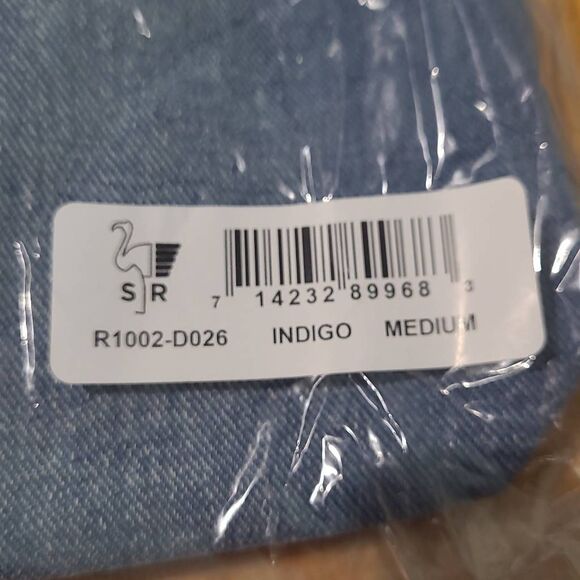 S R
7 14232 89968 3
R1002-D026 INDIGO MEDIUM